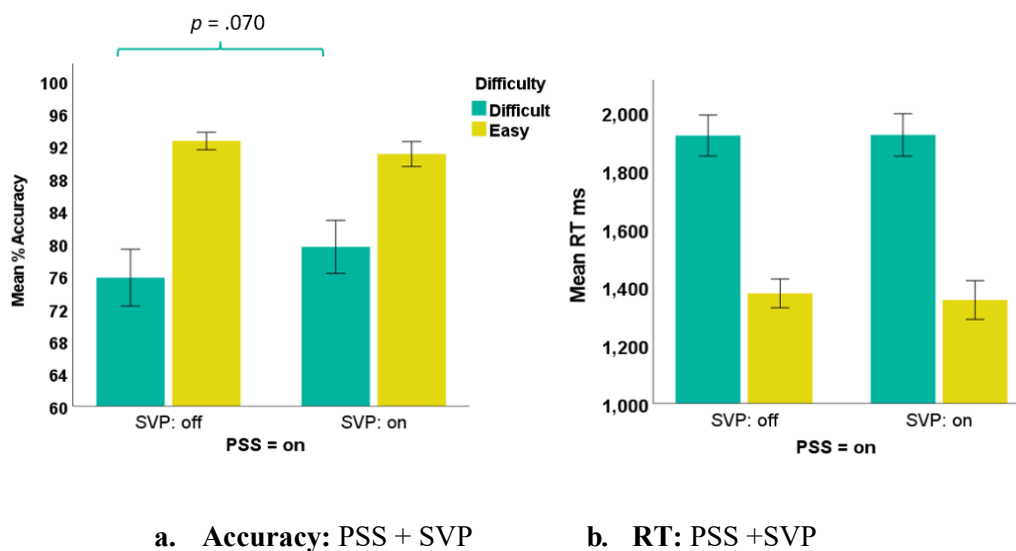 p = .070
100
96
92
88
84
80
76
72
68
64
60
Mean % Accuracy
SVP: off
SVP: on
PSS = on
Difficulty
Difficult
Easy
2,000
1,800
1,600
1,400
1,200
1,000
Mean RT ms
SVP: off
SVP: on
PSS = on
a. Accuracy: PSS + SVP
b. RT: PSS +SVP